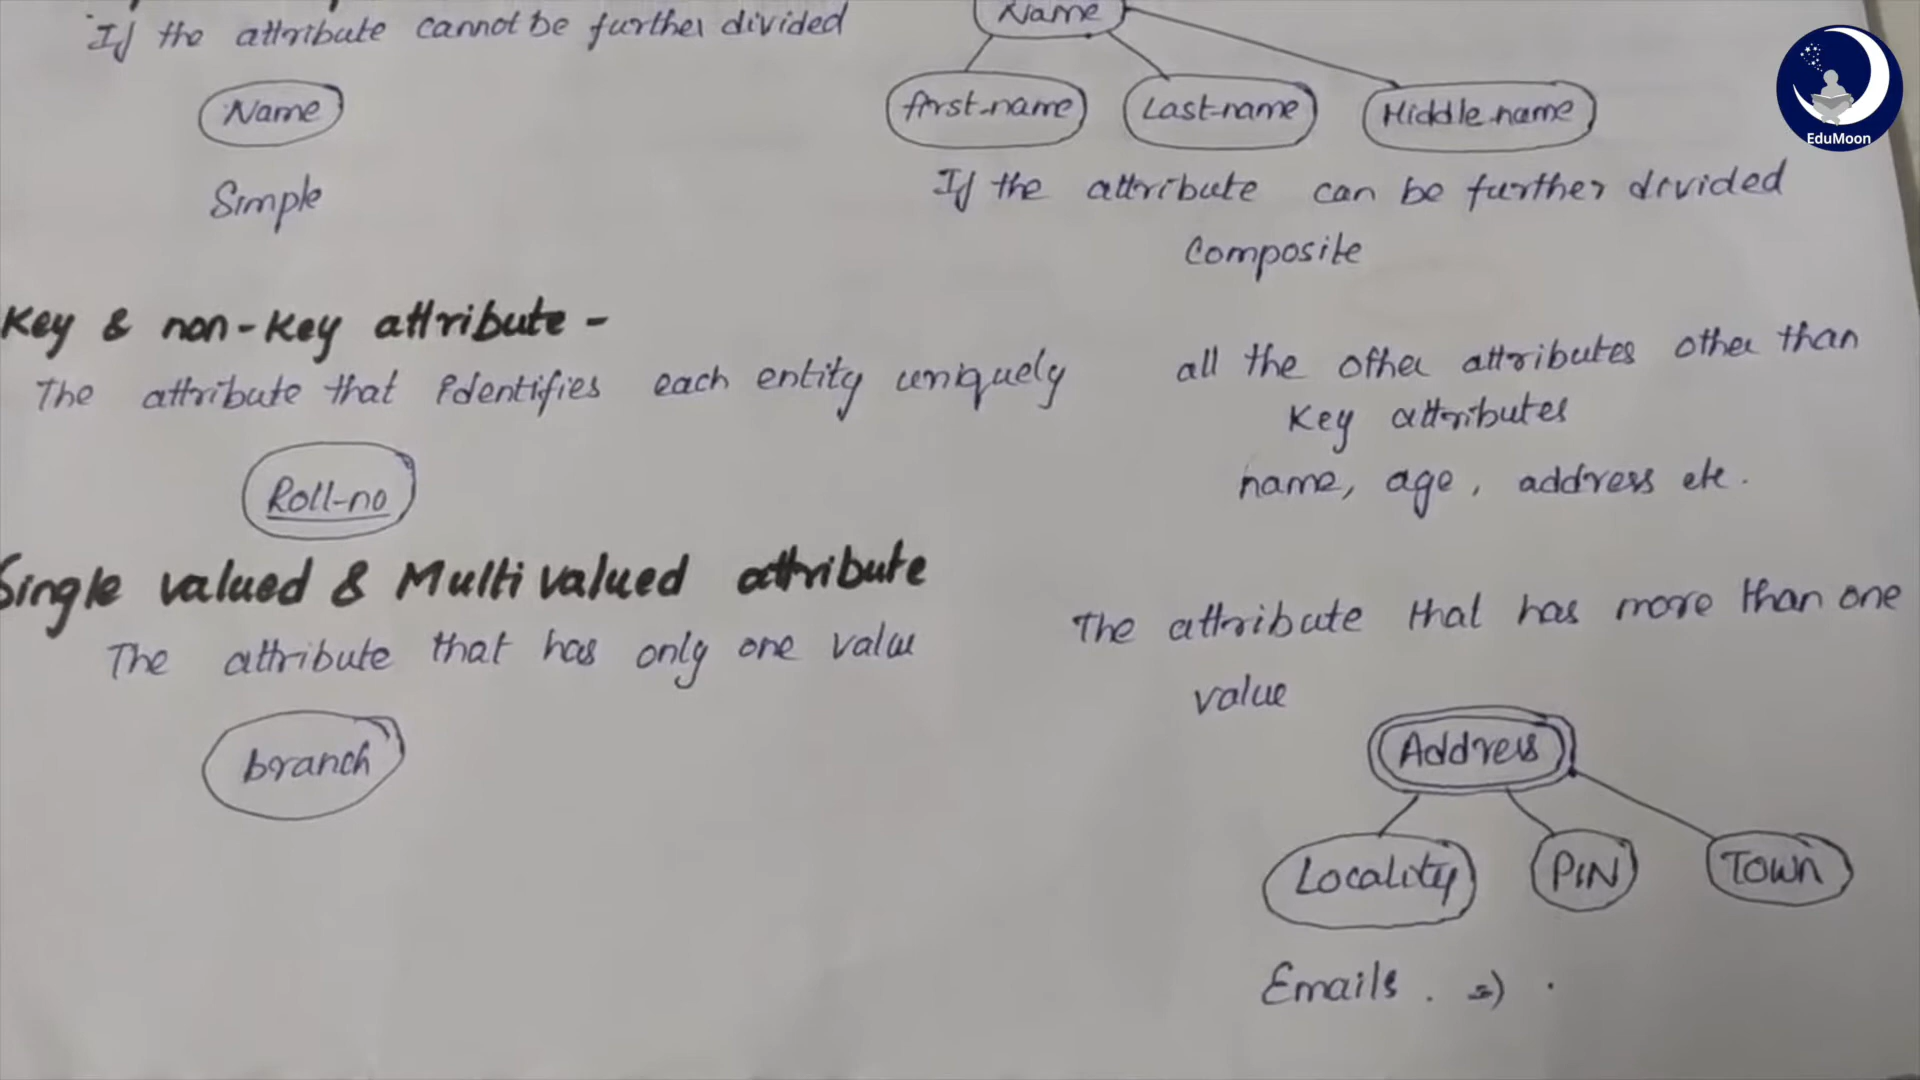 If the attribute cannot be further divided
Name
Simple
Name
first-name Last-name Middle-name
If the attribute can be further divided
Composite
EduMoon
Key & non-Key attribute -
The attribute that identifies each entity uniquely
Roll-no
all the other attributes other than
Key attributes
name, age, address etc.
Single valued & Multi valued attribute
The attribute that has only one value
branch
The attribute that has more than one
value
Address
Locality PIN Town
Emails .